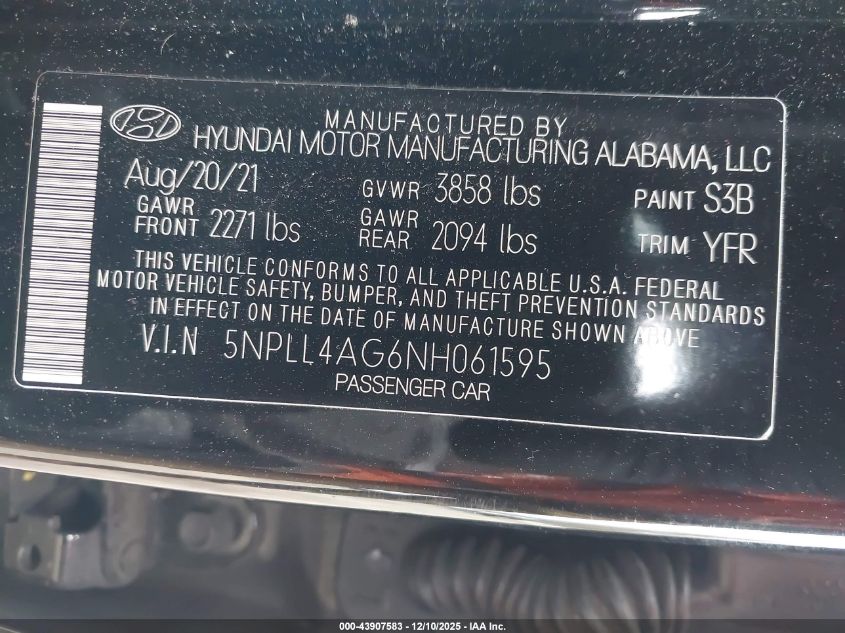 MANUFACTURED BY
HYUNDAI MOTOR MANUFACTURING ALABAMA, LLC
Aug/20/21 GVWR 3858 lbs PAINT S3B
GAWR FRONT 2271 lbs GAWR REAR 2094 lbs TRIM YFR
THIS VEHICLE CONFORMS TO ALL APPLICABLE U.S.A. FEDERAL
MOTOR VEHICLE SAFETY, BUMPER, AND THEFT PREVENTION STANDARDS
IN EFFECT ON THE DATE OF MANUFACTURE SHOWN ABOVE
V.I.N 5NPLL4AG6NH061595
PASSENGER CAR
000-43907583 - 12/10/2025 - IAA Inc.